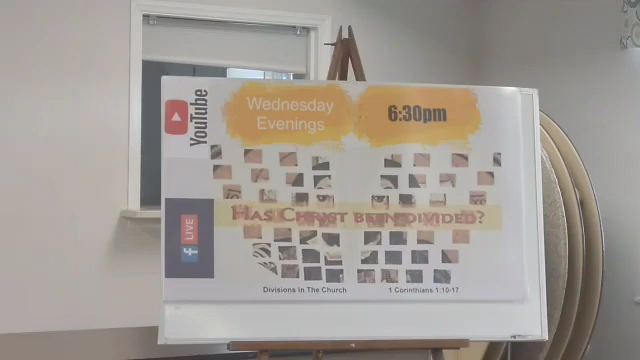 YouTube
Wednesday
Evenings
6:30pm
HAS CHRIST BEEN DIVIDED?
f LIVE
Divisions In The Church
1 Corinthians 1:10-17